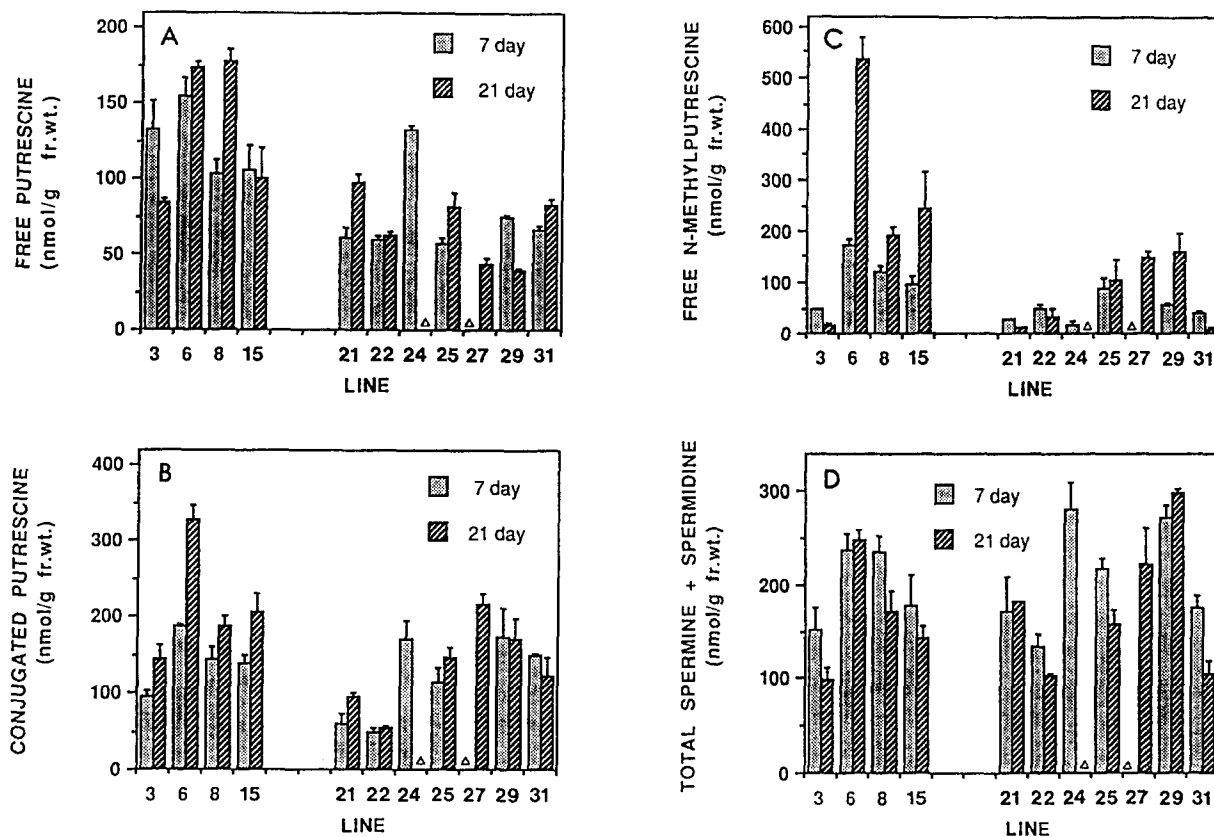 A
FREE PUTRESCINE
(nmol/g fr.wt.)
200
150
100
50
0
7 day
21 day
3 6 8 15 21 22 24 25 27 29 31
LINE
C
FREE N-METHYLPUTRESCINE
(nmol/g fr.wt.)
600
500
400
300
200
100
0
7 day
21 day
3 6 8 15 21 22 24 25 27 29 31
LINE
B
CONJUGATED PUTRESCINE
(nmol/g fr.wt.)
400
300
200
100
0
7 day
21 day
3 6 8 15 21 22 24 25 27 29 31
LINE
D
TOTAL SPERMINE + SPERMIDINE
(nmol/g fr.wt.)
300
200
100
0
7 day
21 day
3 6 8 15 21 22 24 25 27 29 31
LINE